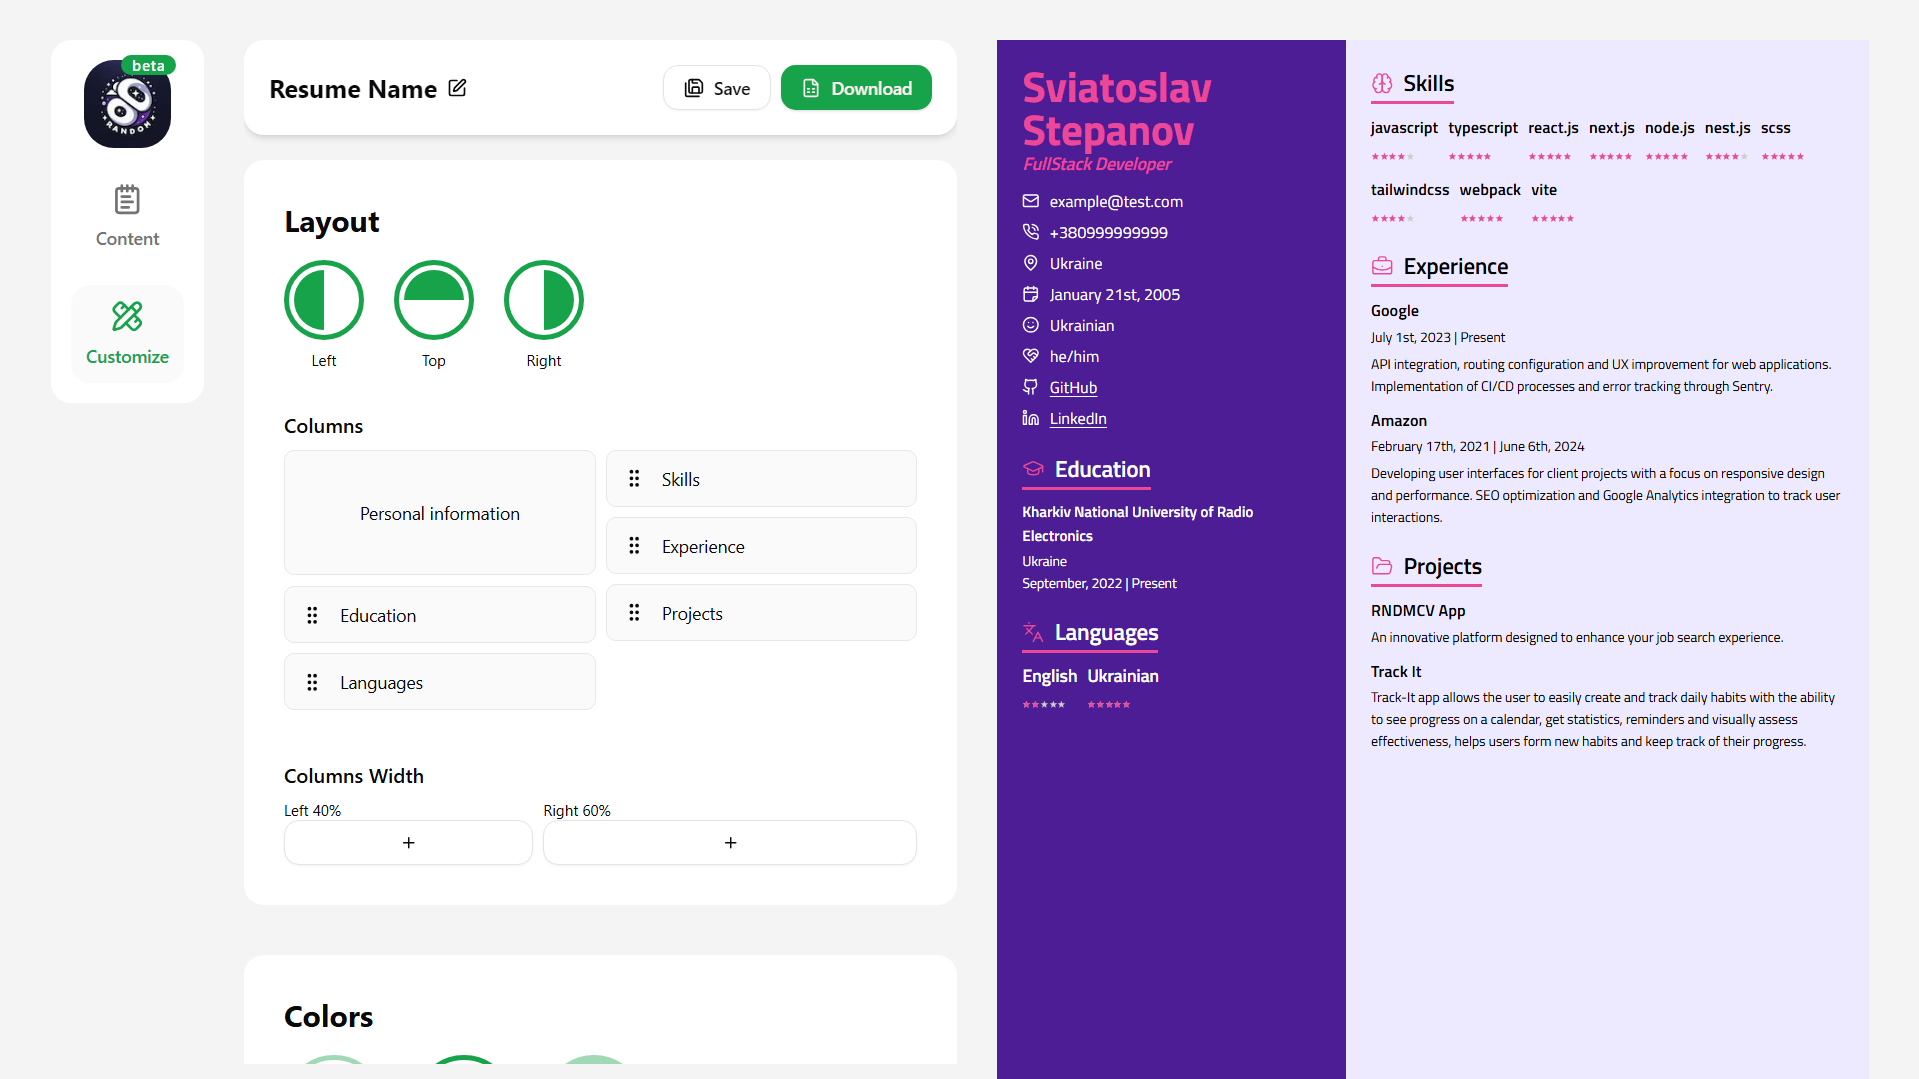 beta
RANDOM
Content
Customize
Resume Name
Save
Download
Layout
Left
Top
Right
Columns
Personal information
Education
Languages
Skills
Experience
Projects
Columns Width
Left 40%
Right 60%
+
+
Colors
Sviatoslav
Stepanov
FullStack Developer
example@test.com
+380999999999
Ukraine
January 21st, 2005
Ukrainian
he/him
GitHub
LinkedIn
Education
Kharkiv National University of Radio
Electronics
Ukraine
September, 2022 | Present
Languages
English Ukrainian
Skills
javascript typescript react.js next.js node.js nest.js scss
tailwindcss webpack vite
Experience
Google
July 1st, 2023 | Present
API integration, routing configuration and UX improvement for web applications.
Implementation of CI/CD processes and error tracking through Sentry.
Amazon
February 17th, 2021 | June 6th, 2024
Developing user interfaces for client projects with a focus on responsive design
and performance. SEO optimization and Google Analytics integration to track user
interactions.
Projects
RNDMCV App
An innovative platform designed to enhance your job search experience.
Track It
Track-It app allows the user to easily create and track daily habits with the ability
to see progress on a calendar, get statistics, reminders and visually assess
effectiveness, helps users form new habits and keep track of their progress.